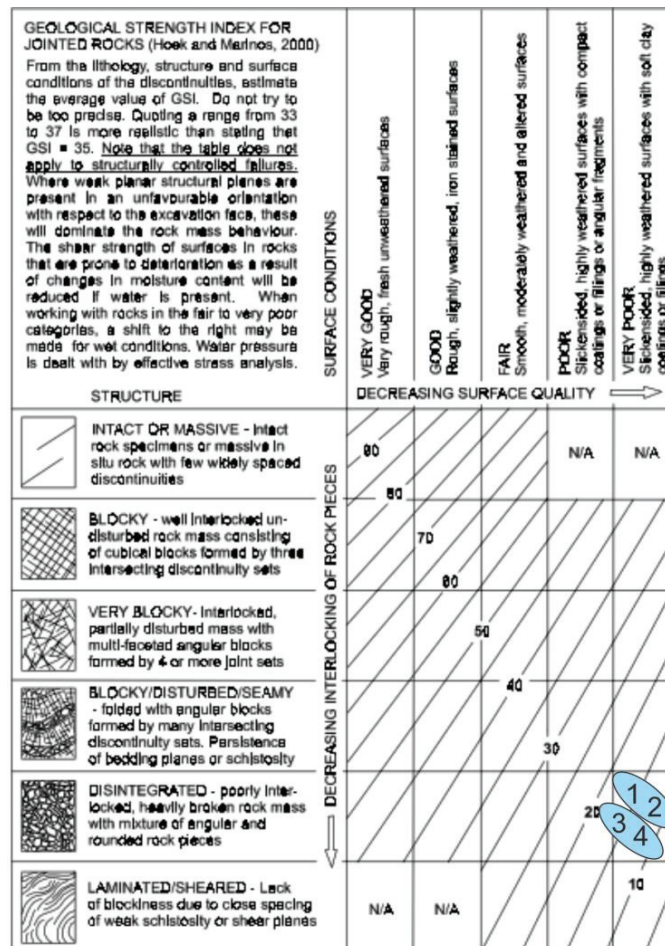 GEOLOGICAL STRENGTH INDEX FOR
JOINTED ROCKS (Hoek and Marinos, 2000)
From the lithology, structure and surface
conditions of the discontinuities, estimate
the average value of GSI. Do not try to
be too precise. Quoting a range from 33
to 37 is more realistic than stating that
GSI = 35. Note that the table does not
apply to structurally controlled failures.
Where weak planar structural planes are
present in an unfavourable orientation
with respect to the excavation face, these
will dominate the rock mass behaviour.
The shear strength of surfaces in rocks
that are prone to deterioration as a result
of changes in moisture content will be
reduced if water is present. When
working with rocks in the fair to very poor
categories, a shift to the right may be
made for wet conditions. Water pressure
is dealt with by effective stress analysis.
STRUCTURE
SURFACE CONDITIONS
VERY GOOD
Very rough, fresh unweathered surfaces
GOOD
Rough, slightly weathered, iron stained surfaces
FAIR
Smooth, moderately weathered and altered surfaces
POOR
Slickensided, highly weathered surfaces with compact
coatings or fillings or angular fragments
VERY POOR
Slickensided, highly weathered surfaces with soft clay
coatings or fillings
DECREASING SURFACE QUALITY
DECREASING INTERLOCKING OF ROCK PIECES
INTACT OR MASSIVE - Intact
rock specimens or massive in
situ rock with few widely spaced
discontinuities
90
N/A
N/A
80
BLOCKY - well interlocked un-
disturbed rock mass consisting
of cubical blocks formed by three
intersecting discontinuity sets
70
60
VERY BLOCKY- Interlocked,
partially disturbed mass with
multi-faceted angular blocks
formed by 4 or more joint sets
50
BLOCKY/DISTURBED/SEAMY
- folded with angular blocks
formed by many intersecting
discontinuity sets. Persistence
of bedding planes or schistosity
40
30
DISINTEGRATED - poorly inter-
locked, heavily broken rock mass
with mixture of angular and
rounded rock pieces
20
1
2
3
4
LAMINATED/SHEARED - Lack
of blockiness due to close spacing
of weak schistosity or shear planes
N/A
N/A
10